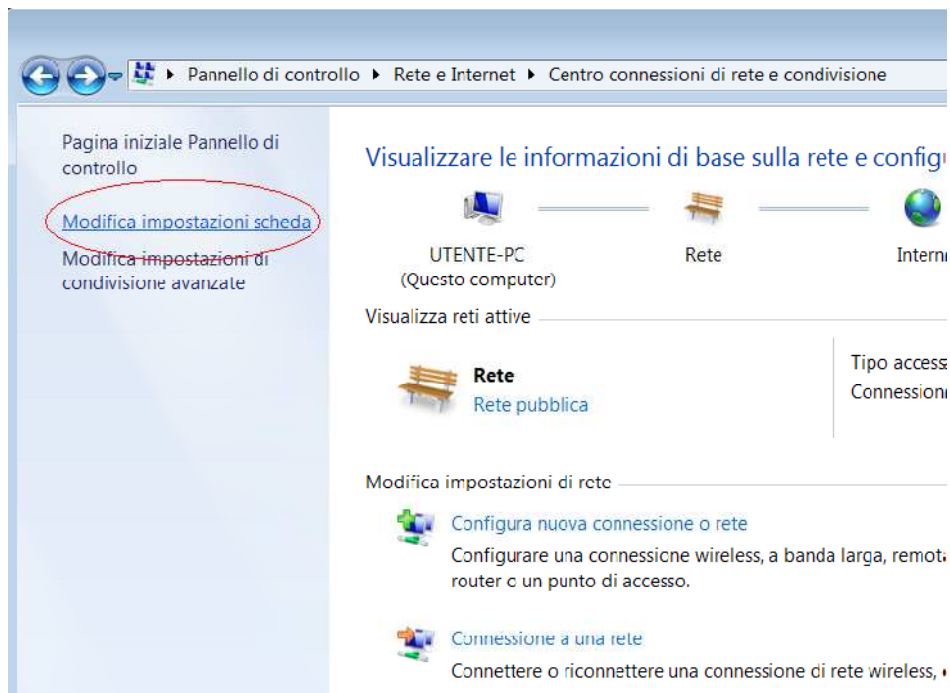 Pannello di controllo Rete e Internet Centro connessioni di rete e condivisione
Pagina iniziale Pannello di
controllo
Modifica impostazioni scheda
Modifica impostazioni di
condivisione avanzate
Visualizzare le informazioni di base sulla rete e config
UTENTE-PC
(Questo computer)
Rete
Intern
Visualizza reti attive
Rete
Rete pubblica
Tipo access
Connession
Modifica impostazioni di rete
Configura nuova connessione o rete
Configurare una connessione wireless, a banda larga, remota
router o un punto di accesso.
Connessione a una rete
Connettere o riconnettere una connessione di rete wireless,